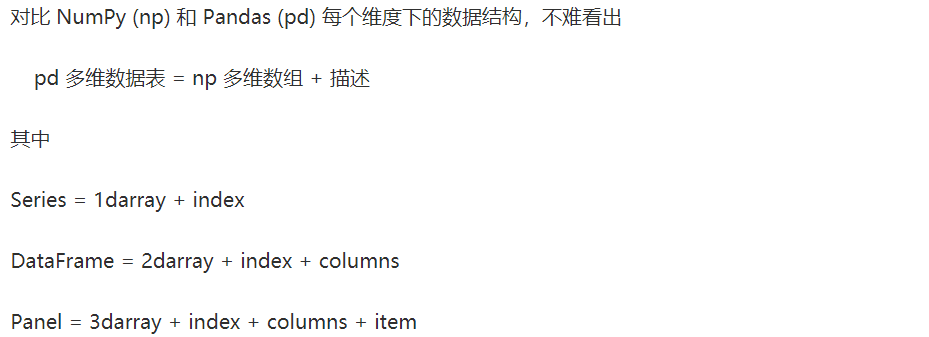 对比 NumPy (np) 和 Pandas (pd) 每个维度下的数据结构，不难看出
pd 多维数据表 = np 多维数组 + 描述
其中
Series = 1darray + index
DataFrame = 2darray + index + columns
Panel = 3darray + index + columns + item